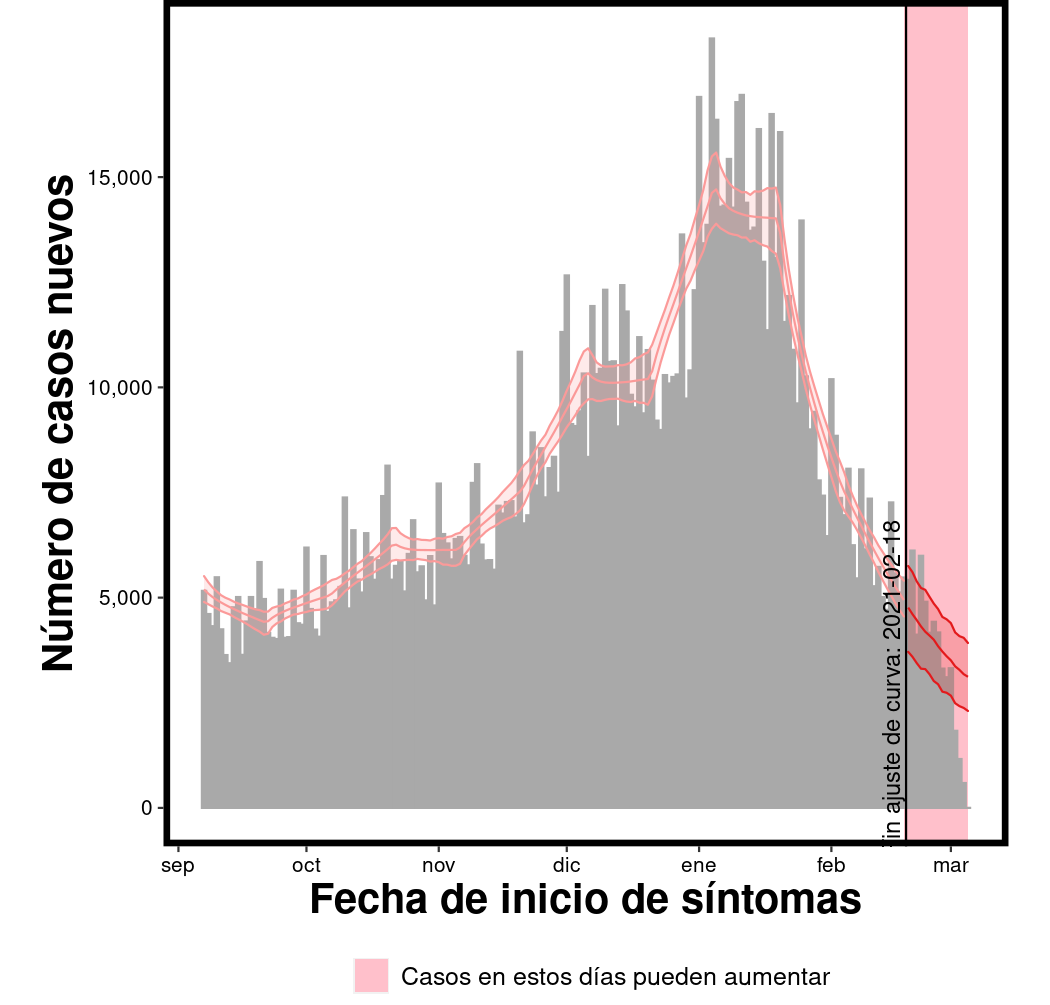 Número de casos nuevos
15,000
10,000
5,000
0
sep oct nov dic ene feb mar
ajuste de curva: 2021-02-18
Fecha de inicio de síntomas
Casos en estos días pueden aumentar